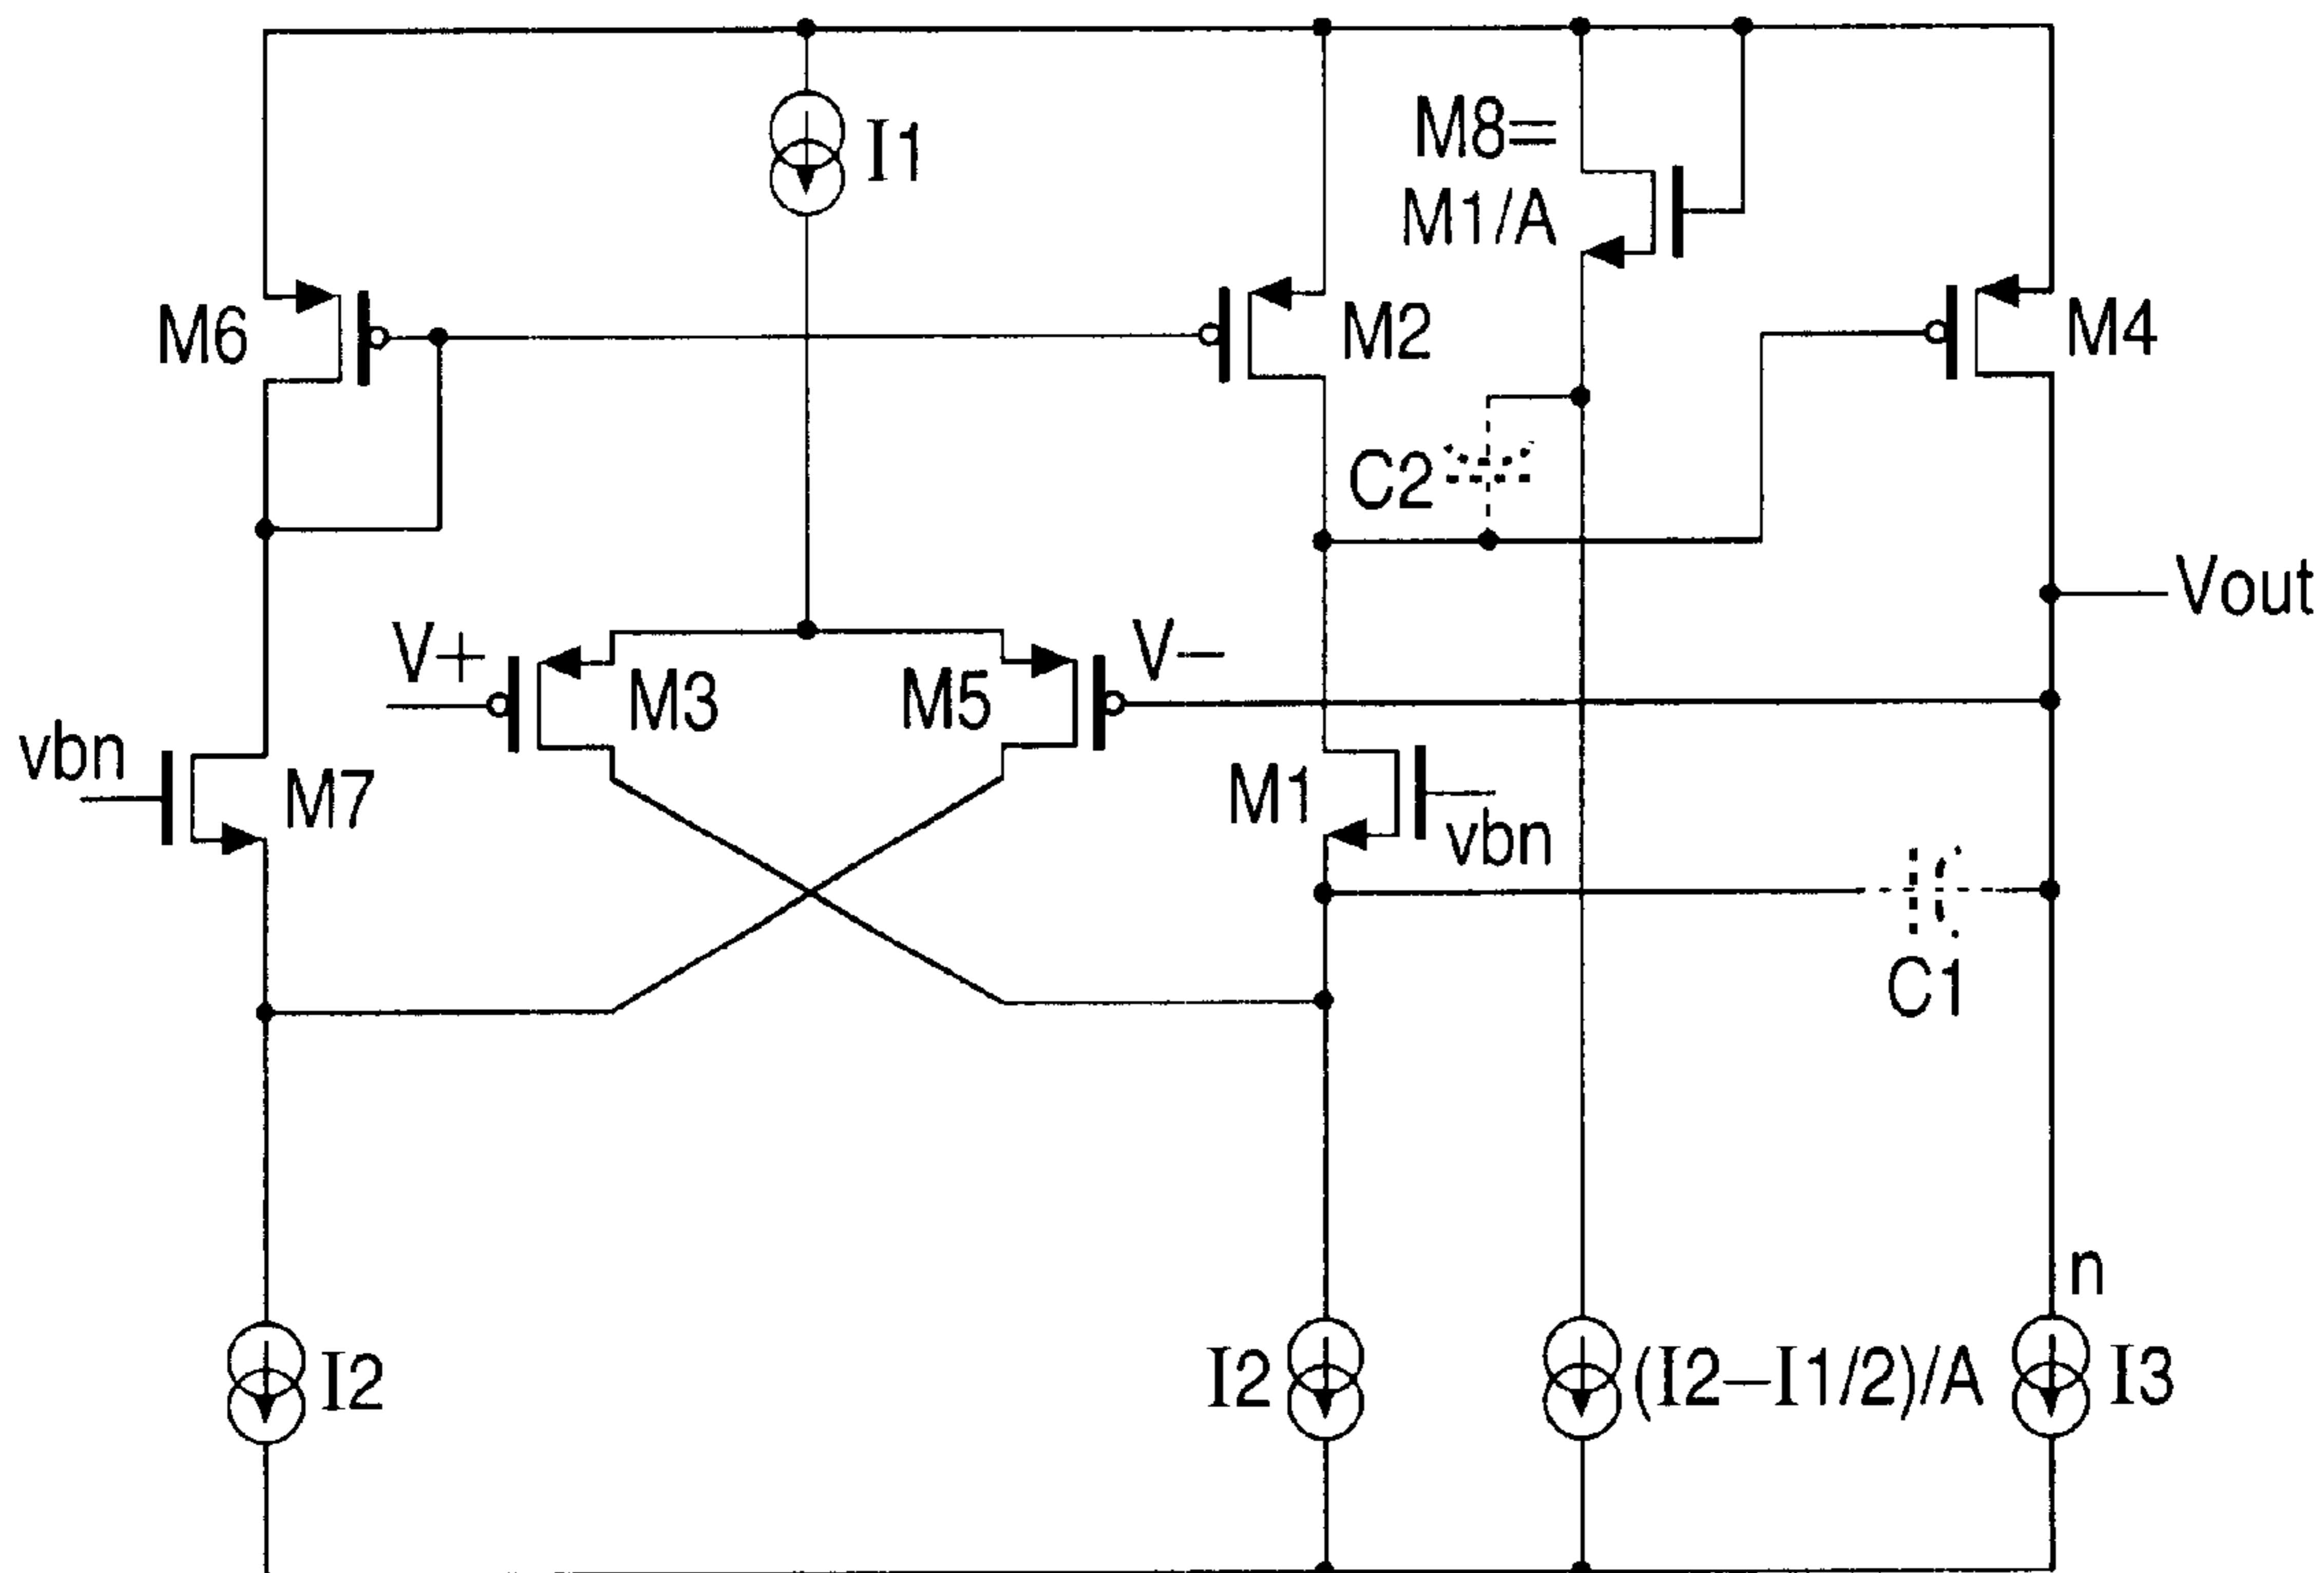 I1
M8=
M1/A
M6
M2
M4
C2
Vout
V+
V−
M3
M5
vbn
M7
M1
vbn
C1
n
I2
I2
(I2−I1/2)/A
I3